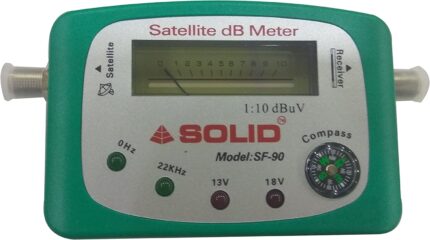 Satellite dB Meter
Satellite
Receiver
0 1 2 3 4 5 6 7 8 9 10
1:10 dBuV
SOLID™
Model:SF-90
Compass
0Hz
22KHz
13V
18V